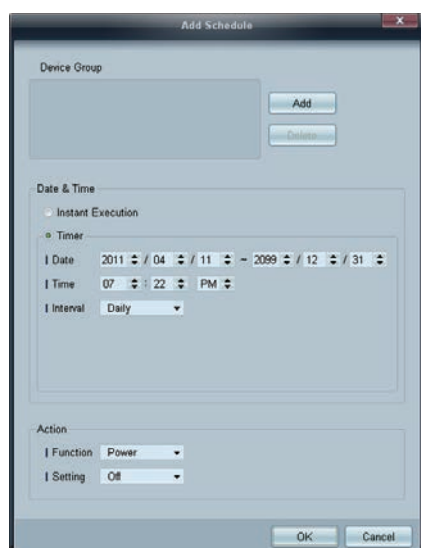 Add Schedule
x
Device Group
Add
Delete
Date & Time
Instant Execution
Timer
Date 2011 / 04 / 11 ~ 2099 / 12 / 31
Time 07 : 22 PM
Interval Daily
Action
Function Power
Setting Off
OK Cancel